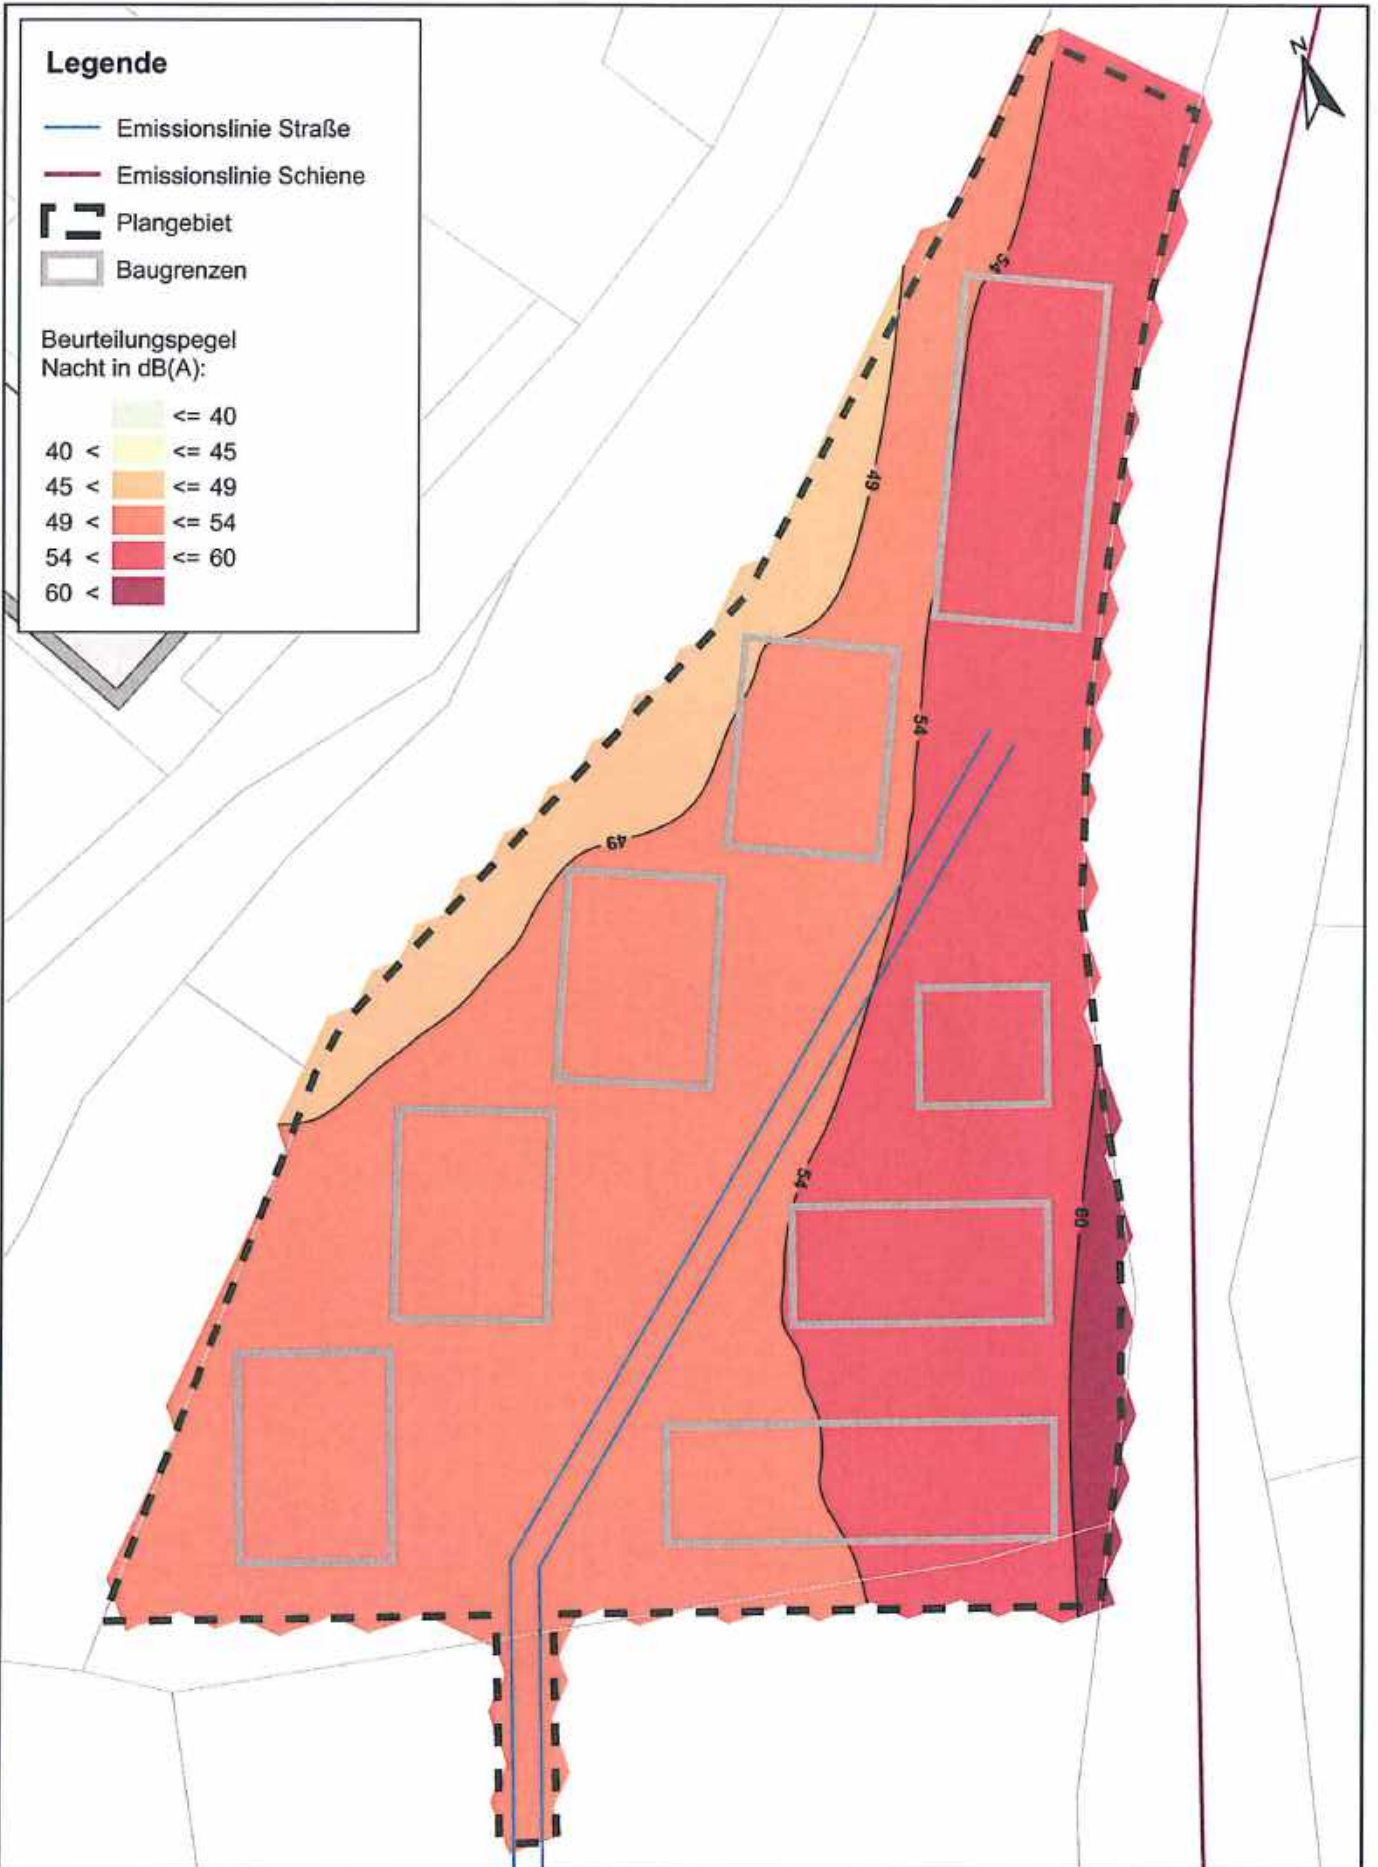 Legende
Emissionslinie Straße
Emissionslinie Schiene
Plangebiet
Baugrenzen
Beurteilungspegel
Nacht in dB(A):
<= 40
40 < <= 45
45 < <= 49
49 < <= 54
54 < <= 60
60 <
N
54
49
54
49
54
60